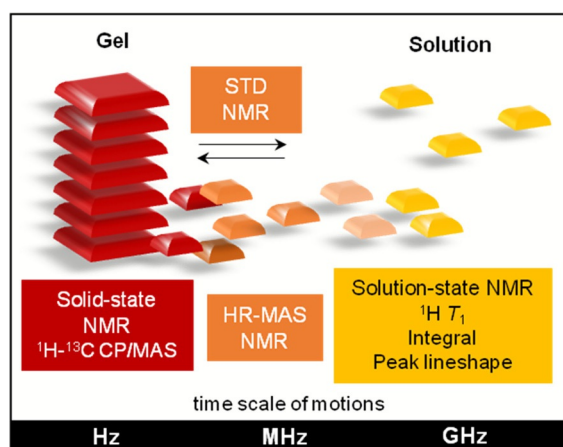 Gel
Solution
STD
NMR
Solid-state
NMR
¹H-¹³C CP/MAS
HR-MAS
NMR
Solution-state NMR
¹H T₁
Integral
Peak lineshape
time scale of motions
Hz
MHz
GHz